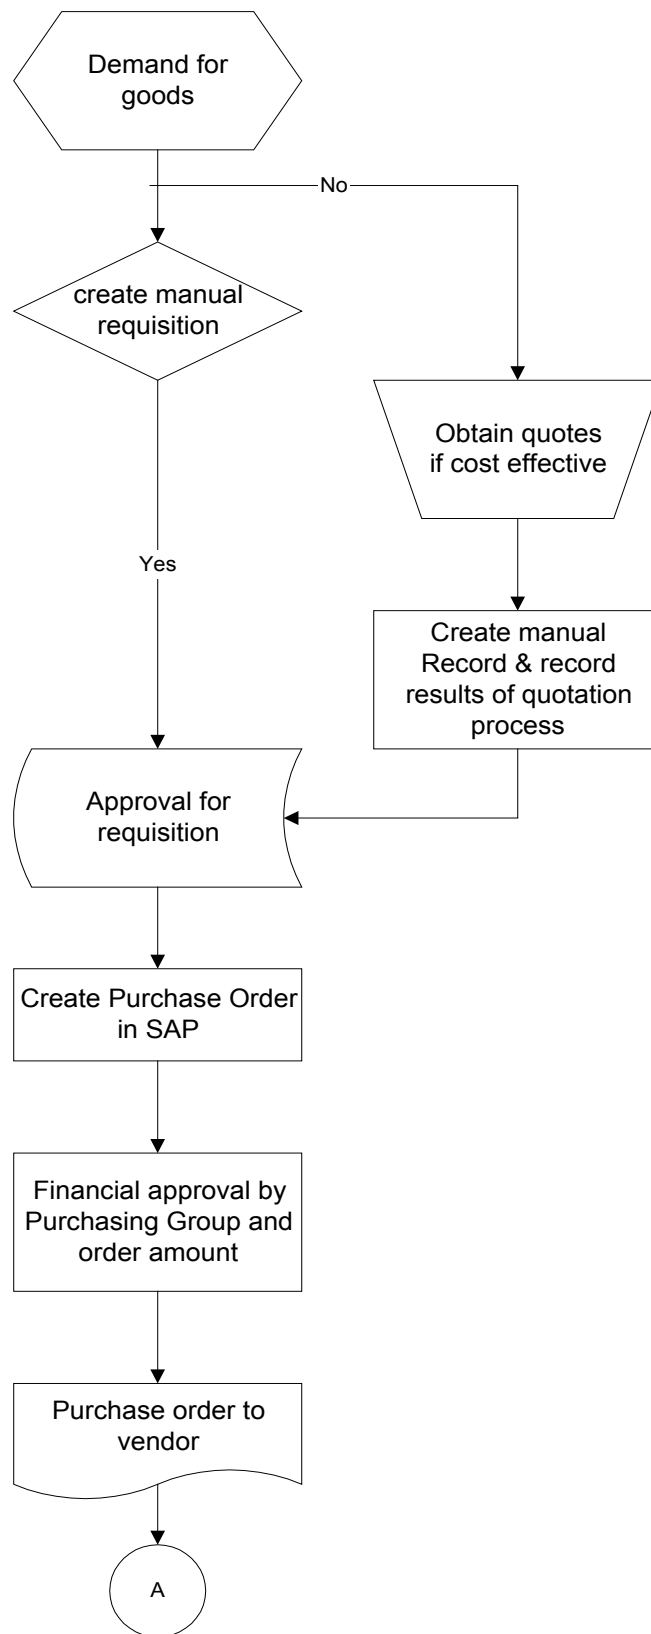 Demand for
goods
No
create manual
requisition
Obtain quotes
if cost effective
Yes
Create manual
Record & record
results of quotation
process
Approval for
requisition
Create Purchase Order
in SAP
Financial approval by
Purchasing Group and
order amount
Purchase order to
vendor
A